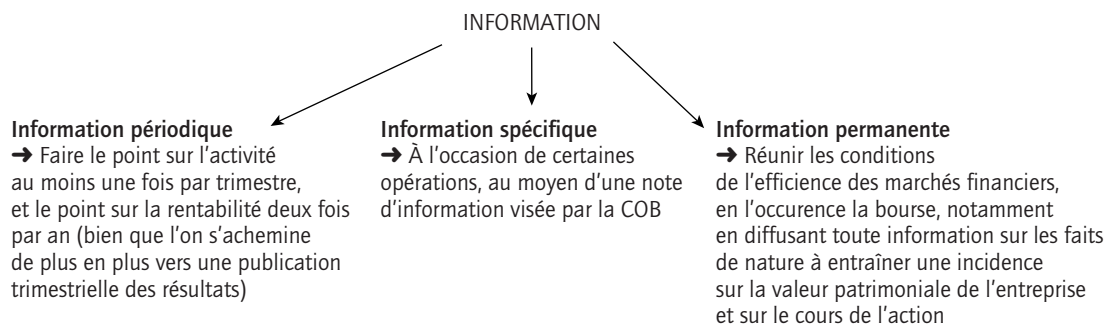 INFORMATION
Information périodique
➜ Faire le point sur l'activité
au moins une fois par trimestre,
et le point sur la rentabilité deux fois
par an (bien que l'on s'achemine
de plus en plus vers une publication
trimestrielle des résultats)
Information spécifique
➜ À l'occasion de certaines
opérations, au moyen d'une note
d'information visée par la COB
Information permanente
➜ Réunir les conditions
de l'efficience des marchés financiers,
en l'occurence la bourse, notamment
en diffusant toute information sur les faits
de nature à entraîner une incidence
sur la valeur patrimoniale de l'entreprise
et sur le cours de l'action